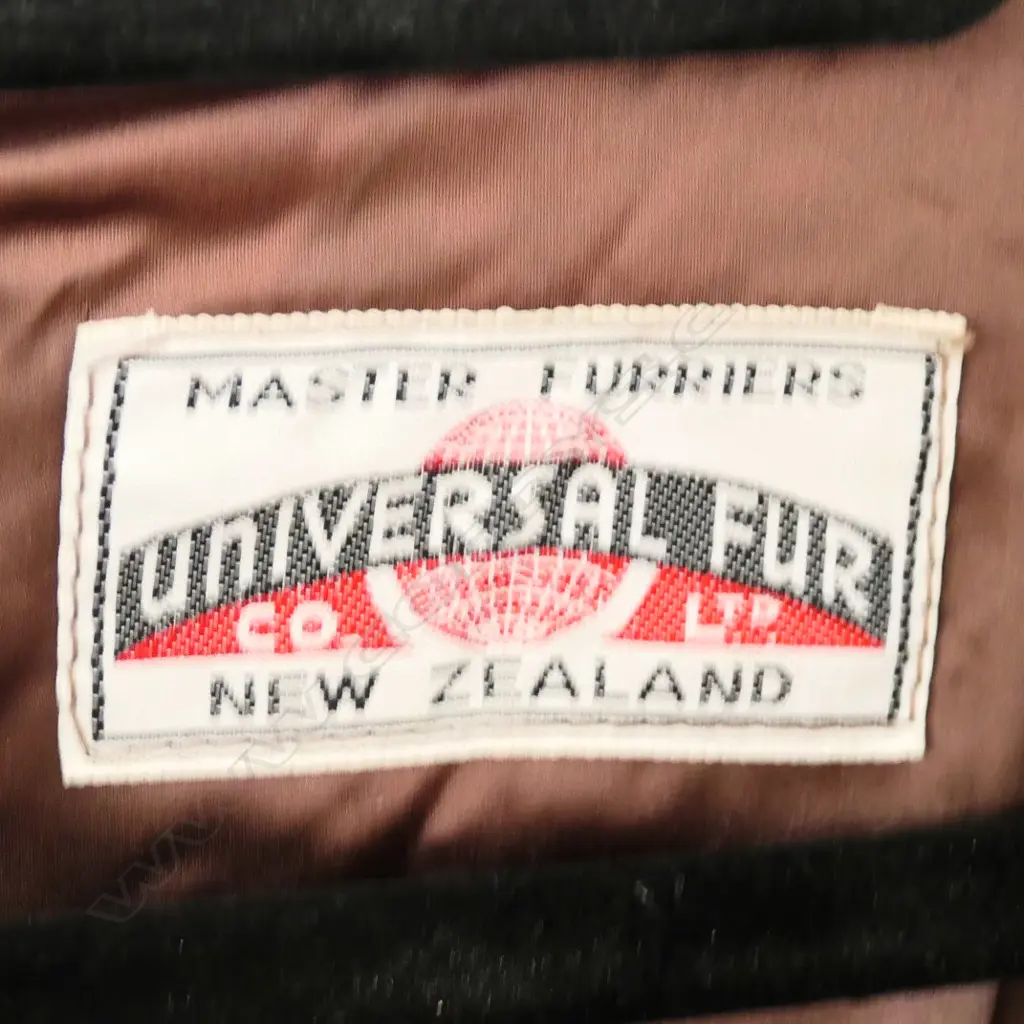 MASTER FURRIERS
UNIVERSAL FUR
CO. LTD.
NEW ZEALAND